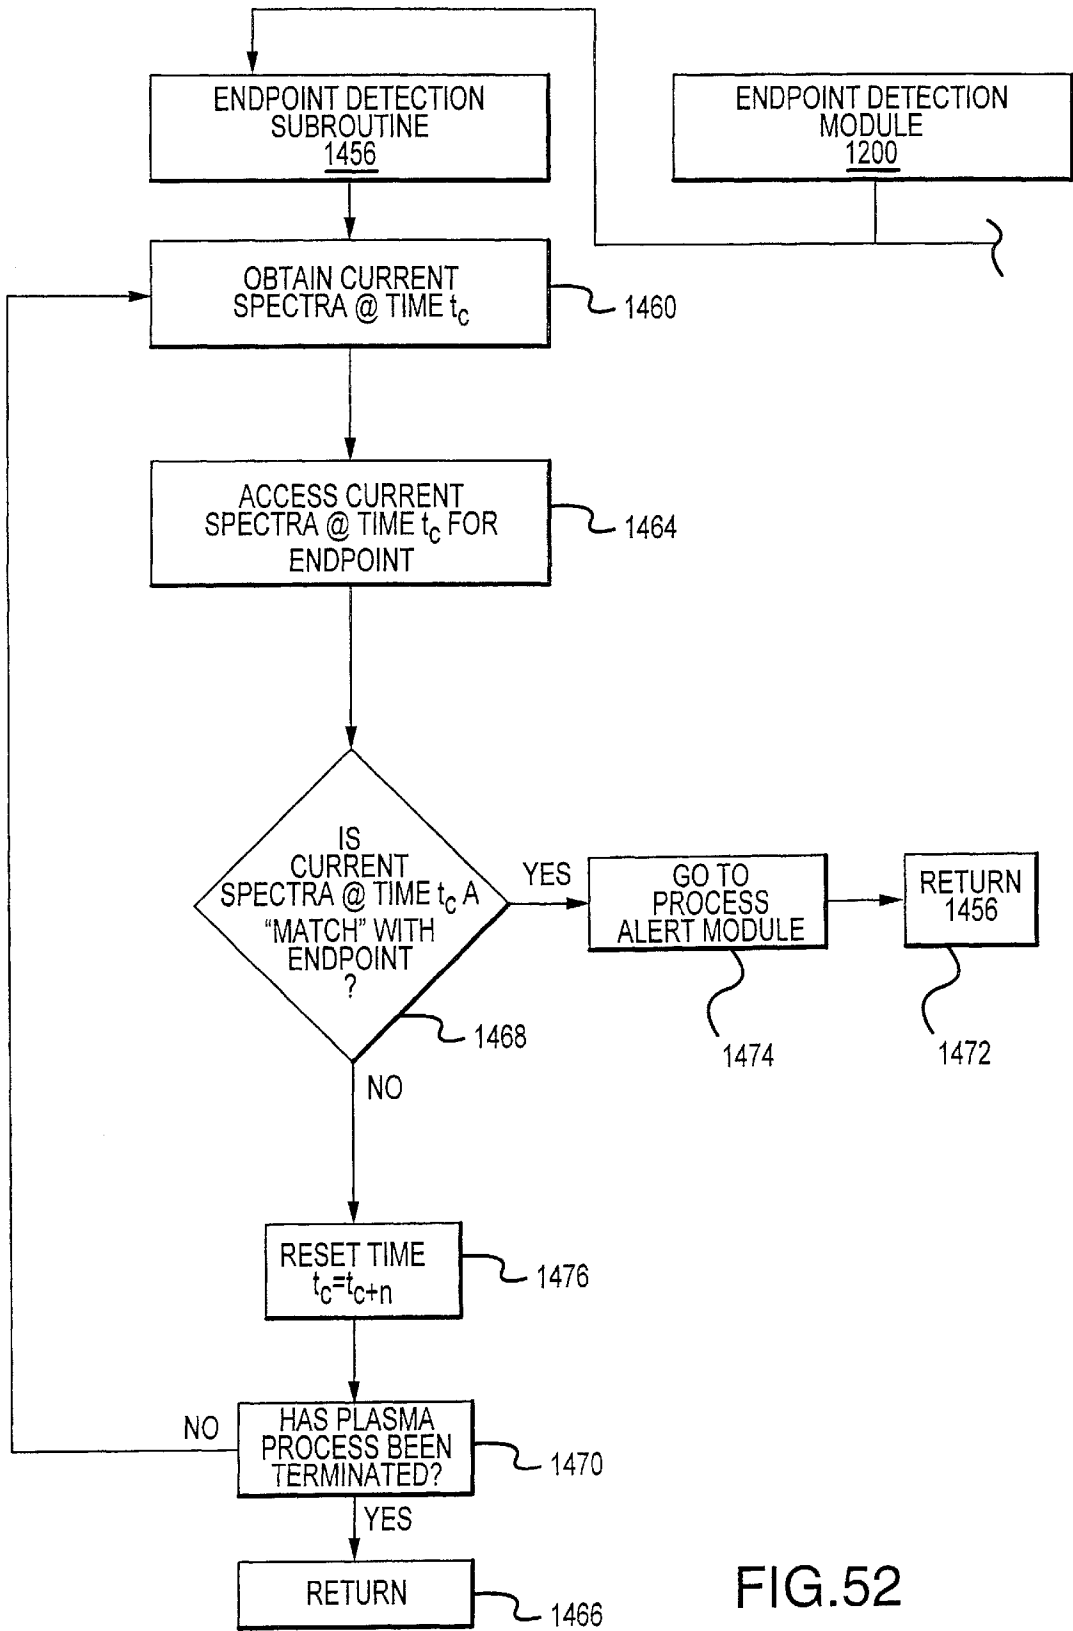 ENDPOINT DETECTION
SUBROUTINE
1456
ENDPOINT DETECTION
MODULE
1200
OBTAIN CURRENT
SPECTRA @ TIME tc
1460
ACCESS CURRENT
SPECTRA @ TIME tc FOR
ENDPOINT
1464
IS
CURRENT
SPECTRA @ TIME tc A
“MATCH” WITH
ENDPOINT
?
1468
YES
GO TO
PROCESS
ALERT MODULE
1474
RETURN
1456
1472
NO
RESET TIME
tc=tc+n
1476
HAS PLASMA
PROCESS BEEN
TERMINATED?
1470
NO
YES
RETURN
1466
FIG.52